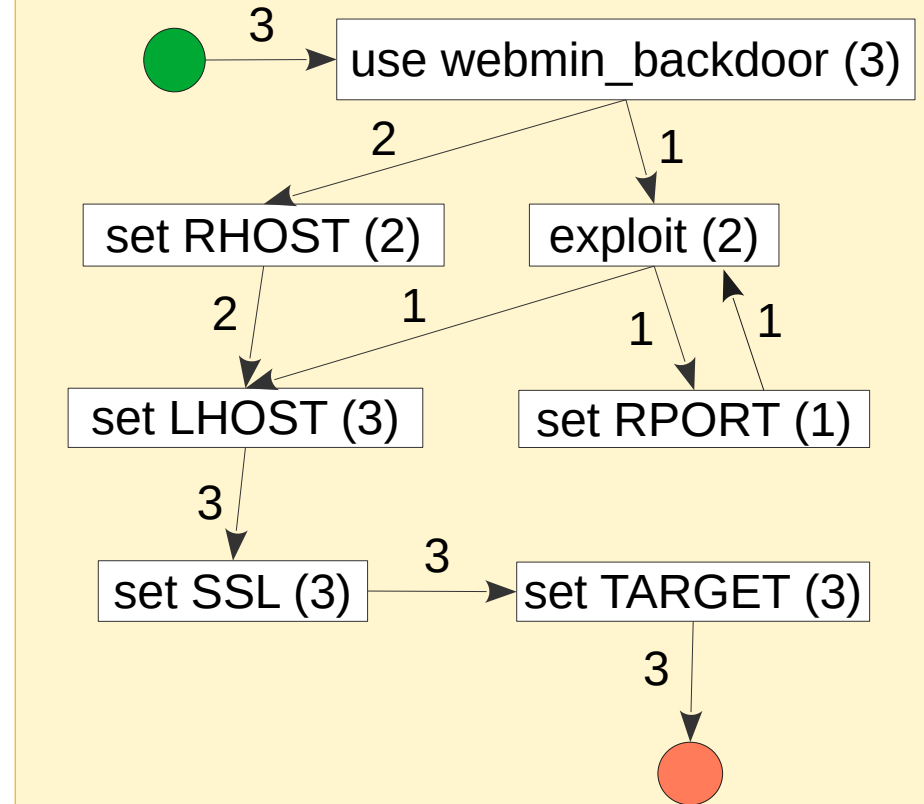 3
use webmin_backdoor (3)
2
1
set RHOST (2)
exploit (2)
2
1
1
1
set LHOST (3)
set RPORT (1)
3
3
set SSL (3)
set TARGET (3)
3